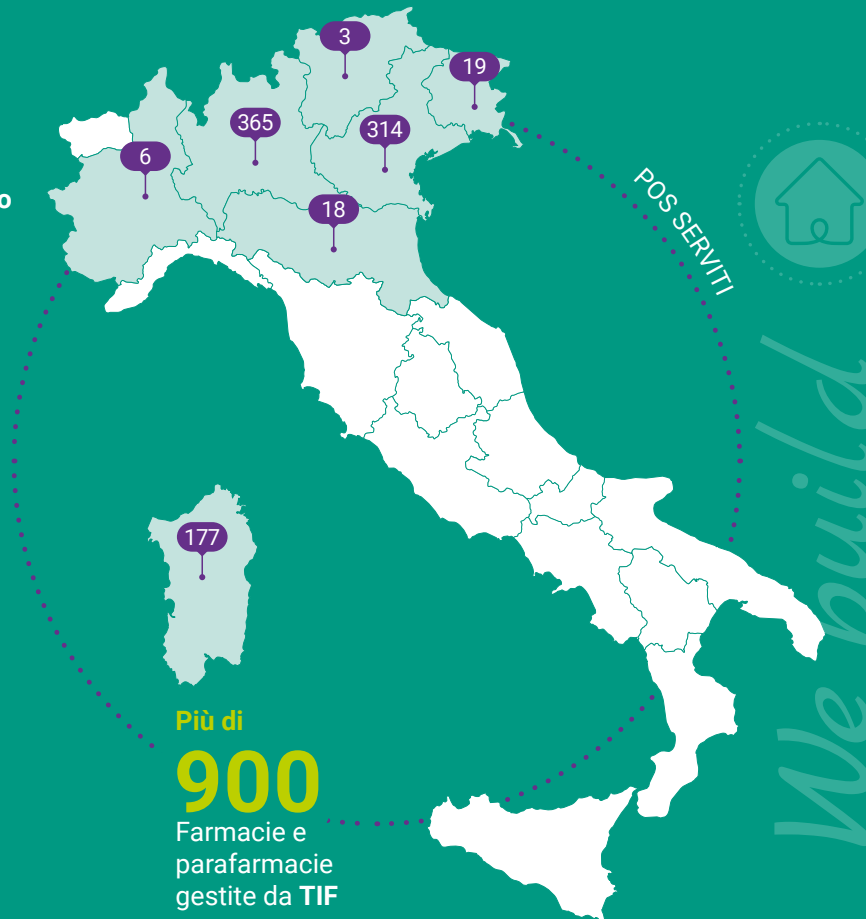 3
19
365
314
6
o
18
POS SERVITI
We build
177
Più di
900
Farmacie e
parafarmacie
gestite da TIF